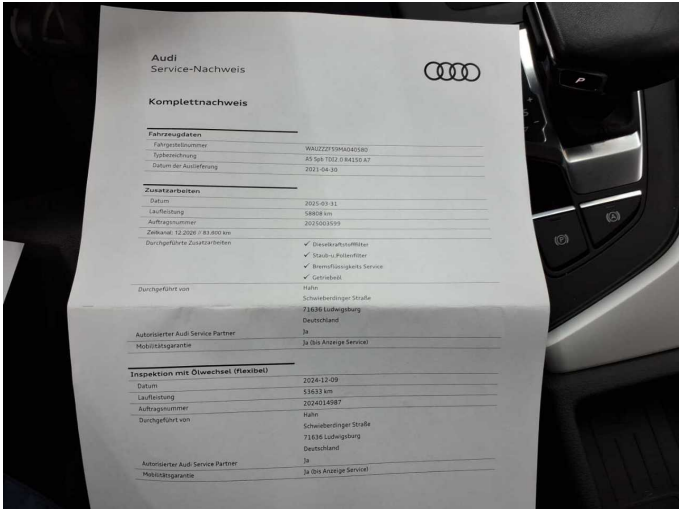 Audi
Service-Nachweis
Komplettnachweis
Fahrzeugdaten
Fahrgestellnummer WAUZZZF59MA040580
Typbezeichnung A5 Spb TDI2.0 R4150 A7
Datum der Auslieferung 2021-04-30
Zusatzarbeiten
Datum 2025-03-31
Laufleistung 58808 km
Auftragsnummer 2025003599
Zeitkanal: 12.2026 // 83.600 km
Durchgeführte Zusatzarbeiten ✓ Dieselkraftstofffilter
✓ Staub-u.Pollenfilter
✓ Bremsflüssigkeits Service
✓ Getriebeöl
Durchgeführt von Hahn
Schwieberdinger Straße
71636 Ludwigsburg
Deutschland
Autorisierter Audi Service Partner Ja
Mobilitätsgarantie Ja (bis Anzeige Service)
Inspektion mit Ölwechsel (flexibel)
Datum 2024-12-09
Laufleistung 53633 km
Auftragsnummer 2024014987
Durchgeführt von Hahn
Schwieberdinger Straße
71636 Ludwigsburg
Deutschland
Autorisierter Audi Service Partner Ja
Mobilitätsgarantie Ja (bis Anzeige Service)
P
(P)
(A)